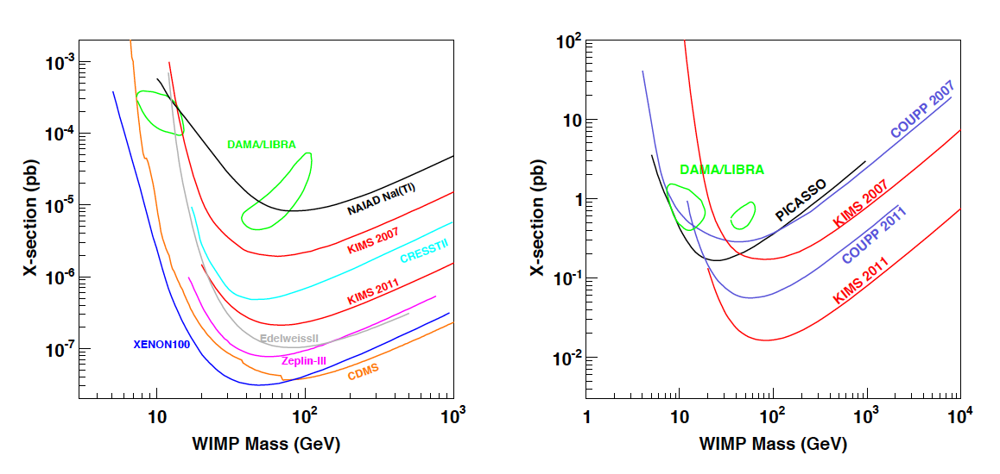 X-section (pb)
10-3
10-4
10-5
10-6
10-7
DAMA/LIBRA
NAIAD NaI(Tl)
KIMS 2007
CRESSTII
KIMS 2011
EdelweissII
XENON100
Zeplin-III
CDMS
10
102
103
WIMP Mass (GeV)
X-section (pb)
102
10
1
10-1
10-2
COUPP 2007
DAMA/LIBRA
PICASSO
KIMS 2007
COUPP 2011
KIMS 2011
1
10
102
103
104
WIMP Mass (GeV)